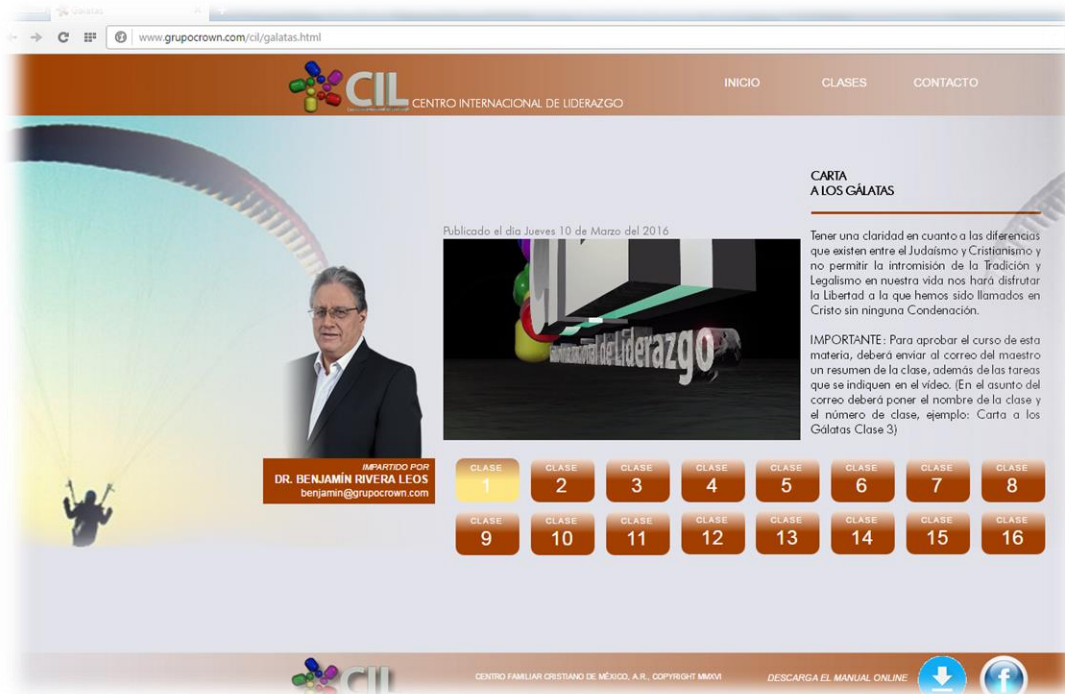 Gálatas
www.grupocrown.com/cil/galatas.html
CIL
CENTRO INTERNACIONAL DE LIDERAZGO
INICIO
CLASES
CONTACTO
CARTA
A LOS GÁLATAS
Publicado el día Jueves 10 de Marzo del 2016
de Liderazgo
Tener una claridad en cuanto a las diferencias
que existen entre el Judaísmo y Cristianismo y
no permitir la intromisión de la Tradición y
Legalismo en nuestra vida nos hará disfrutar
la Libertad a la que hemos sido llamados en
Cristo sin ninguna Condenación.
IMPORTANTE: Para aprobar el curso de esta
materia, deberá enviar al correo del maestro
un resumen de la clase, además de las tareas
que se indiquen en el vídeo. (En el asunto del
correo deberá poner el nombre de la clase y
el número de clase, ejemplo: Carta a los
Gálatas Clase 3)
IMPARTIDO POR
DR. BENJAMÍN RIVERA LEOS
benjamin@grupocrown.com
CLASE
1
CLASE
2
CLASE
3
CLASE
4
CLASE
5
CLASE
6
CLASE
7
CLASE
8
CLASE
9
CLASE
10
CLASE
11
CLASE
12
CLASE
13
CLASE
14
CLASE
15
CLASE
16
CIL
CENTRO FAMILIAR CRISTIANO DE MÉXICO, A.R., COPYRIGHT MMXVI
DESCARGA EL MANUAL ONLINE